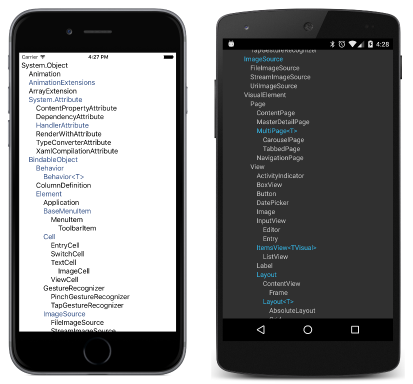 Carrier 4:27 PM
System.Object
Animation
AnimationExtensions
ArrayExtension
System.Attribute
ContentPropertyAttribute
DependencyAttribute
HandlerAttribute
RenderWithAttribute
TypeConverterAttribute
XamlCompilationAttribute
BindableObject
Behavior
Behavior<T>
ColumnDefinition
Element
Application
BaseMenuItem
MenuItem
ToolbarItem
Cell
EntryCell
SwitchCell
TextCell
ImageCell
ViewCell
GestureRecognizer
PinchGestureRecognizer
TapGestureRecognizer
ImageSource
FileImageSource
StreamImageSource
4:28
TapGestureRecognizer
ImageSource
FileImageSource
StreamImageSource
UriImageSource
VisualElement
Page
ContentPage
MasterDetailPage
MultiPage<T>
CarouselPage
TabbedPage
NavigationPage
View
ActivityIndicator
BoxView
Button
DatePicker
Image
InputView
Editor
Entry
ItemsView<TVisual>
ListView
Label
Layout
ContentView
Frame
Layout<T>
AbsoluteLayout